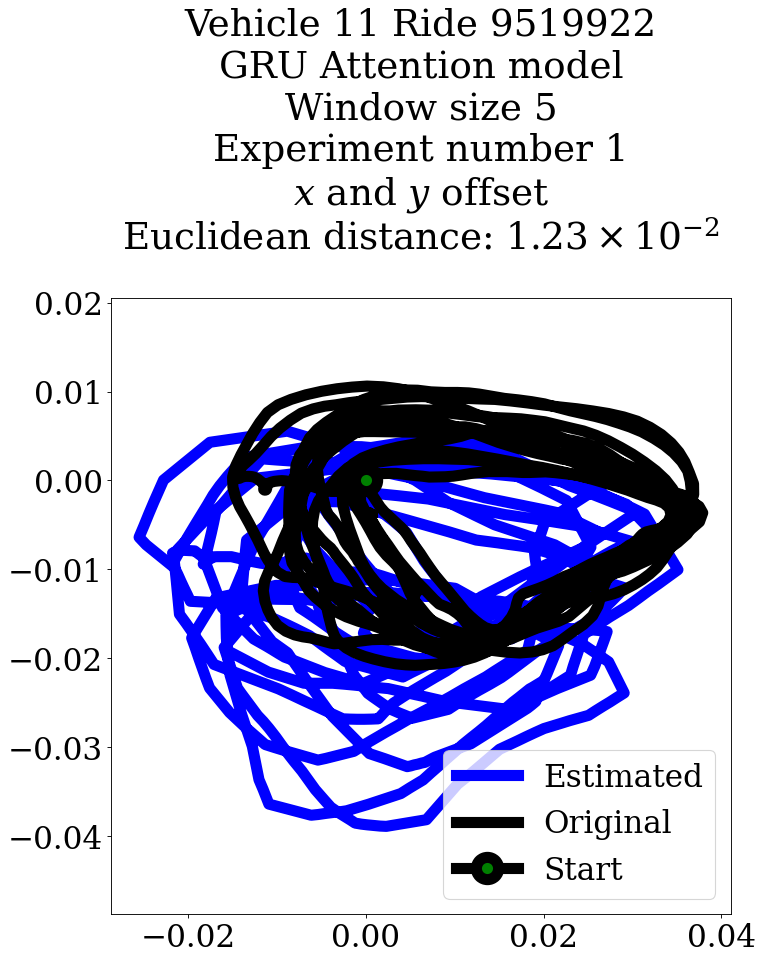 Vehicle 11 Ride 9519922
GRU Attention model
Window size 5
Experiment number 1
x and y offset
Euclidean distance: 1.23 × 10⁻²
0.02
0.01
0.00
−0.01
−0.02
−0.03
−0.04
Estimated
Original
Start
−0.02 0.00 0.02 0.04